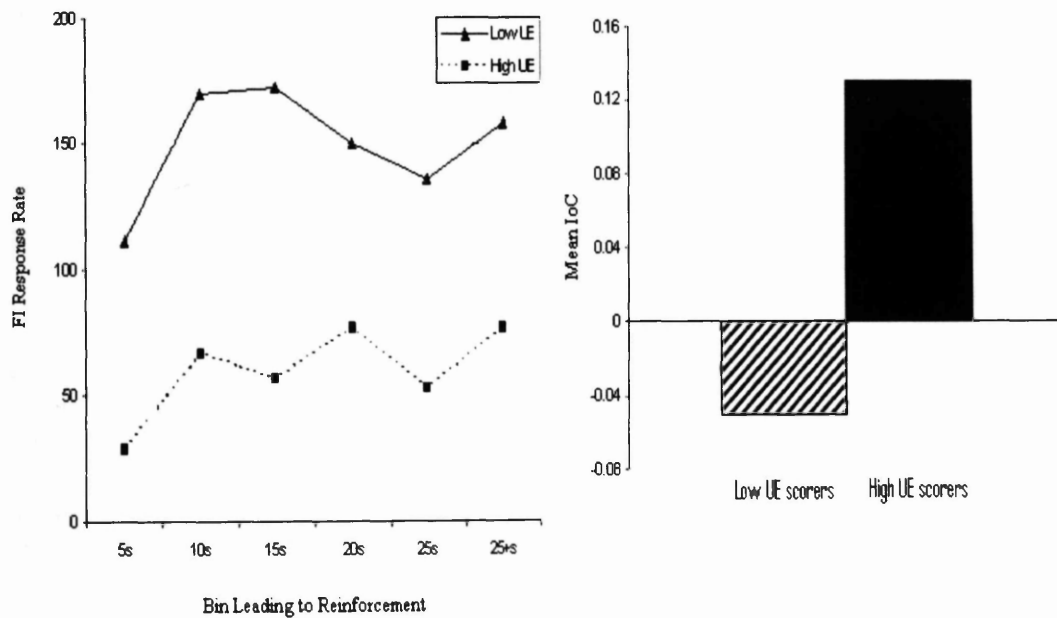 200
150
100
50
0
FI Response Rate
Low UE
High UE
5s
10s
15s
20s
25s
25+s
Bin Leading to Reinforcement
0.16
0.12
0.08
0.04
0
-0.04
-0.08
Mean IoC
Low UE scorers
High UE scorers